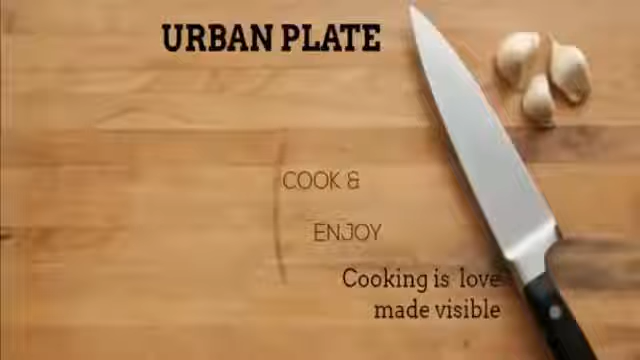 URBAN PLATE
COOK &
ENJOY
Cooking is love
made visible